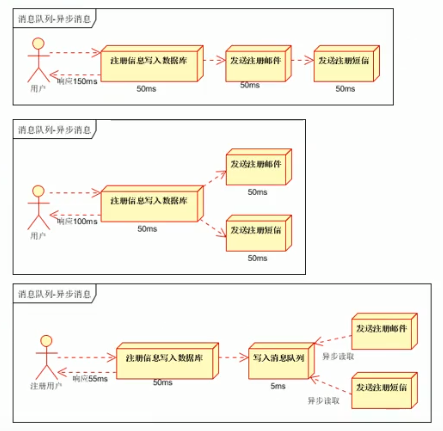 消息队列-异步消息
注册信息写入数据库
发送注册邮件
发送注册短信
响应150ms
用户
50ms
50ms
50ms
消息队列-异步消息
发送注册邮件
50ms
注册信息写入数据库
响应100ms
用户
50ms
发送注册短信
50ms
消息队列-异步消息
发送注册邮件
注册信息写入数据库
写入消息队列
异步读取
响应55ms
注册用户
50ms
5ms
发送注册短信
异步读取